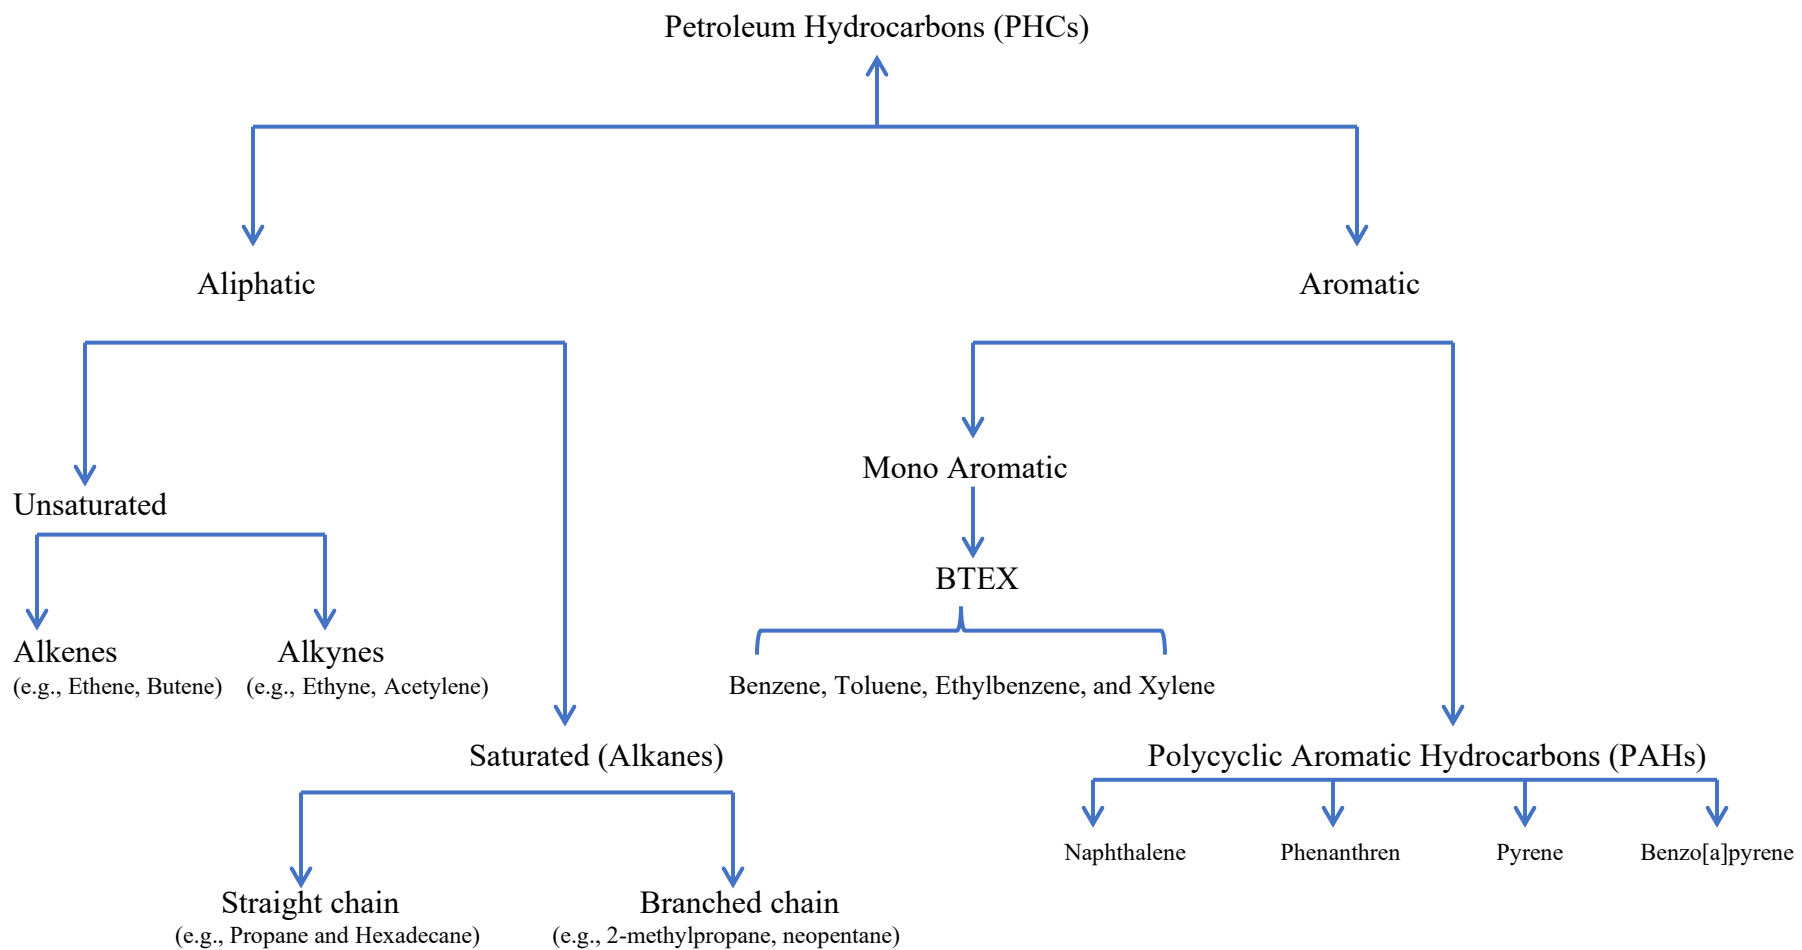 Petroleum Hydrocarbons (PHCs)
Aliphatic
Aromatic
Unsaturated
Alkenes
(e.g., Ethene, Butene)
Alkynes
(e.g., Ethyne, Acetylene)
Saturated (Alkanes)
Straight chain
(e.g., Propane and Hexadecane)
Branched chain
(e.g., 2-methylpropane, neopentane)
Mono Aromatic
BTEX
Benzene, Toluene, Ethylbenzene, and Xylene
Polycyclic Aromatic Hydrocarbons (PAHs)
Naphthalene
Phenanthren
Pyrene
Benzo[a]pyrene